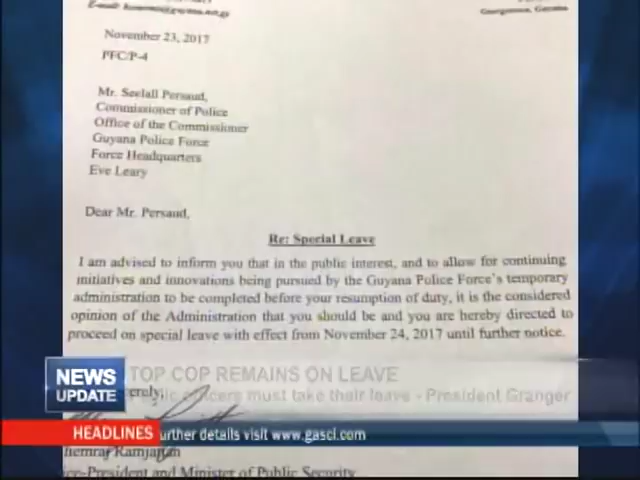 November 23, 2017
PFC/P-4
Mr. Seelall Persaud,
Commissioner of Police
Office of the Commissioner
Guyana Police Force
Force Headquarters
Eve Leary
Dear Mr. Persaud,
Re: Special Leave
I am advised to inform you that in the public interest, and to allow for continuing
initiatives and innovations being pursued by the Guyana Police Force's temporary
administration to be completed before your resumption of duty, it is the considered
opinion of the Administration that you should be and you are hereby directed to
proceed on special leave with effect from November 24, 2017 until further notice.
NEWS
UPDATE
TOP COP REMAINS ON LEAVE
officers must take their leave - President Granger
HEADLINES
urther details visit www.gasci.com
hemraj Ramjattan
ice-President and Minister of Public Security